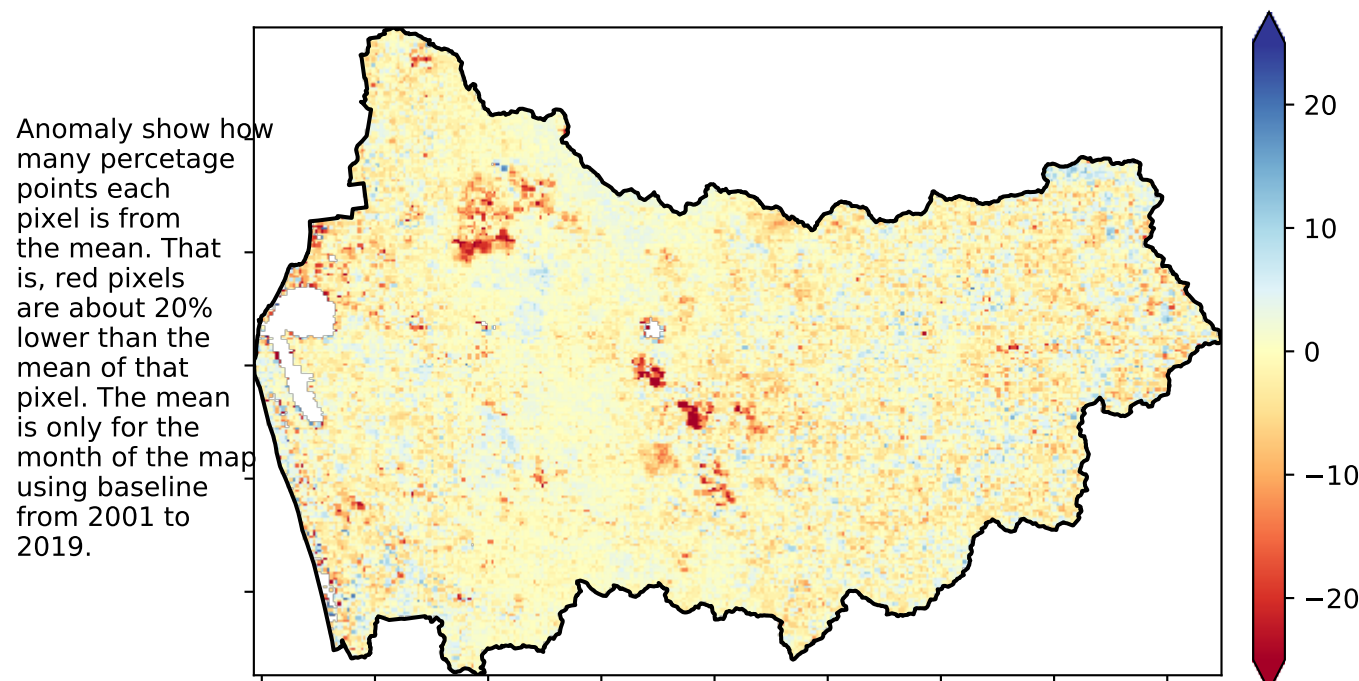 Anomaly show how
many percetage
points each
pixel is from
the mean. That
is, red pixels
are about 20%
lower than the
mean of that
pixel. The mean
is only for the
month of the map
using baseline
from 2001 to
2019.
20
10
0
−10
−20